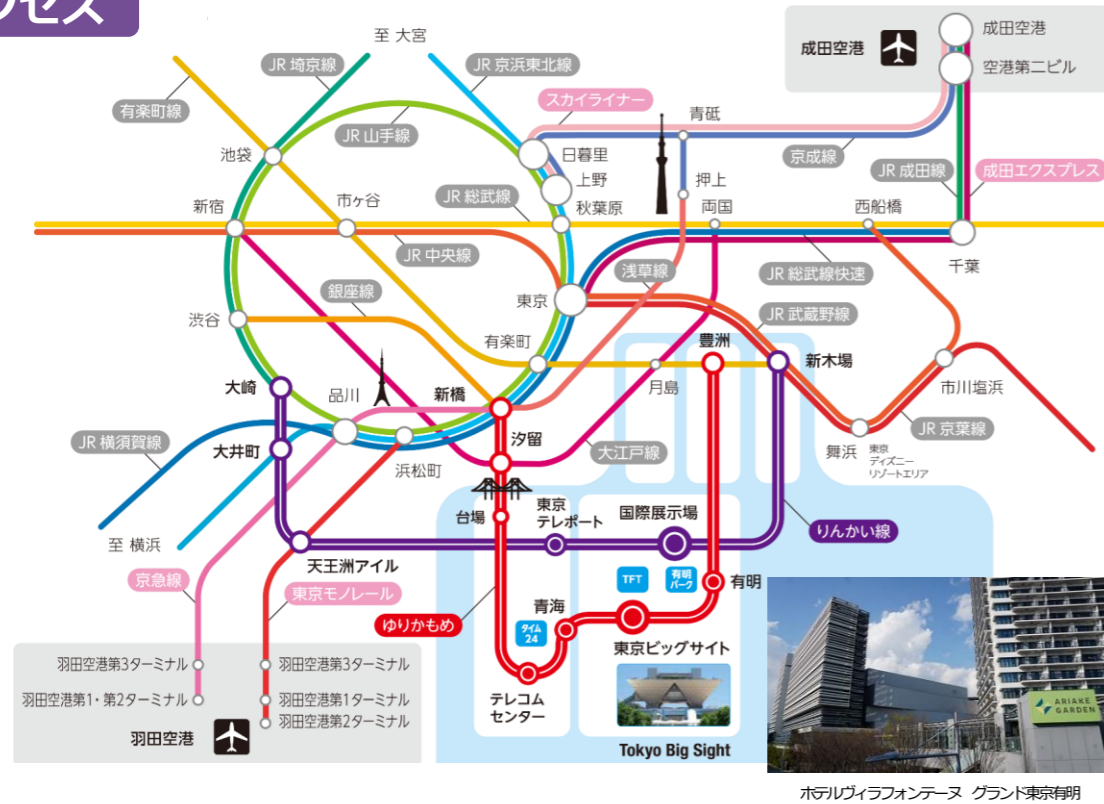 クセス
至 大宮
JR 埼京線
JR 京浜東北線
有楽町線
スカイライナー
JR 山手線
青砥
成田空港
成田空港
空港第二ビル
池袋
日暮里
京成線
上野
押上
JR 成田線
成田エクスプレス
新宿
市ヶ谷
JR 総武線
秋葉原
両国
西船橋
JR 中央線
千葉
浅草線
JR 総武線快速
銀座線
東京
渋谷
JR 武蔵野線
有楽町
豊洲
新木場
月島
市川塩浜
大崎
品川
新橋
JR 横須賀線
大井町
浜松町
汐留
大江戸線
舞浜
東京
ディズニー
リゾートエリア
JR 京葉線
台場
東京
テレポート
国際展示場
りんかい線
至 横浜
天王洲アイル
京急線
東京モノレール
TFT
有明
パーク
有明
青海
ゆりかもめ
タイム
24
東京ビッグサイト
羽田空港第3ターミナル
羽田空港第3ターミナル
羽田空港第1・第2ターミナル
羽田空港第1ターミナル
羽田空港第2ターミナル
羽田空港
テレコム
センター
Tokyo Big Sight
ARIAKE
GARDEN
ホテルヴィラフォンテーヌ グランド東京有明